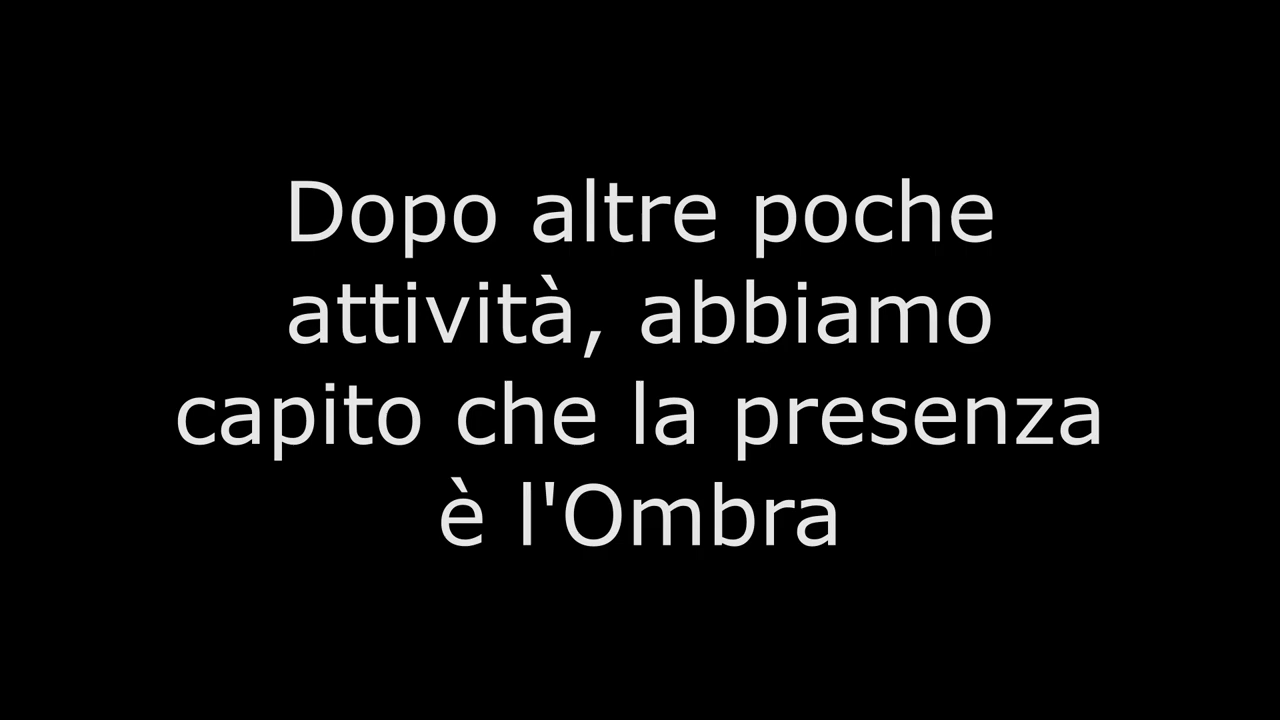 Dopo altre poche
attività, abbiamo
capito che la presenza
è l'Ombra